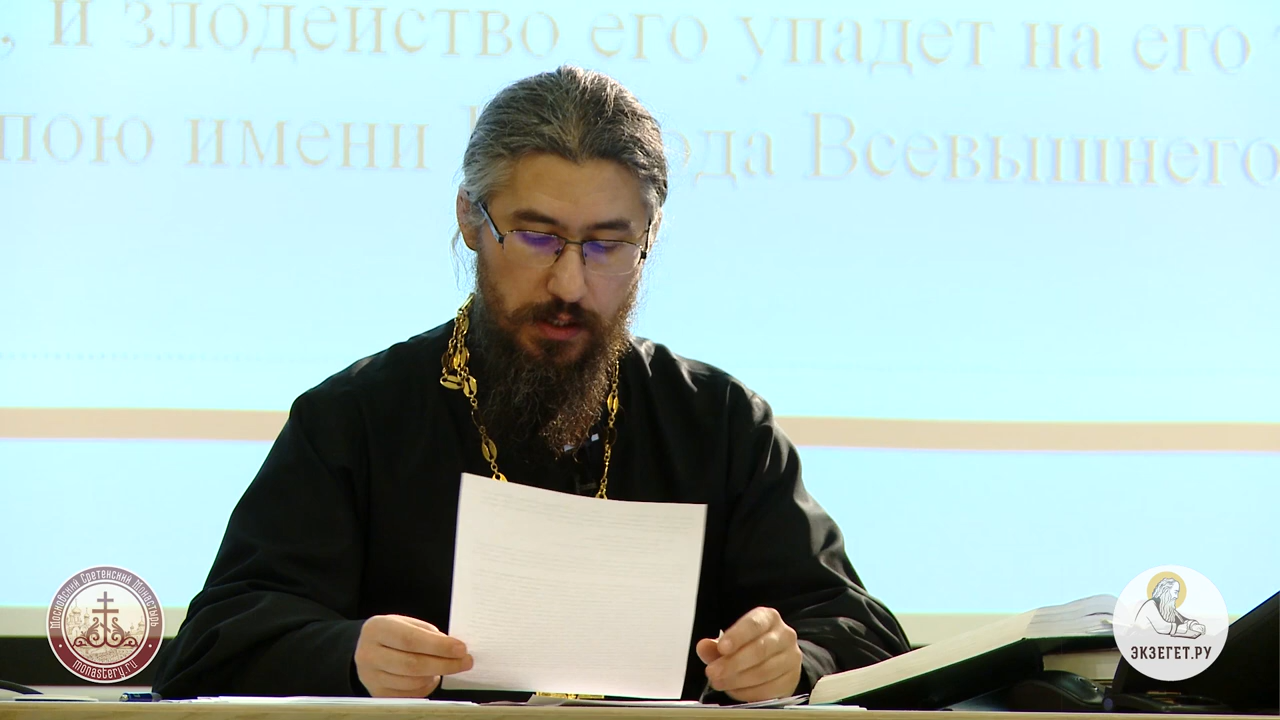 , и злодейство его упадет на его
пою имени Всевышнего
Московский Сретенский Монастырь
monastery.ru
ЭКЗЕГЕТ.РУ